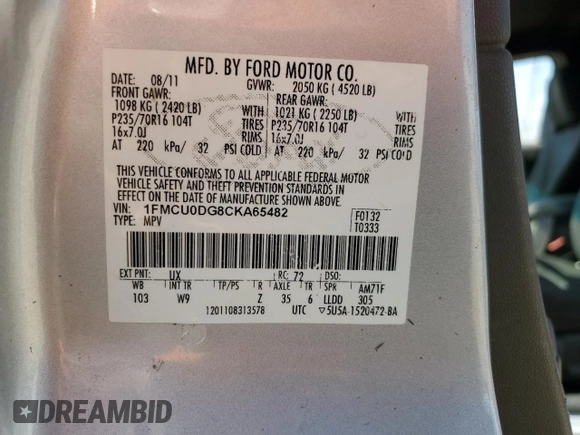 MFD. BY FORD MOTOR CO.
DATE: 08/11 GVWR: 2050 KG ( 4520 LB)
FRONT GAWR: REAR GAWR:
1098 KG ( 2420 LB) WITH 1021 KG ( 2250 LB) WITH
P235/70R16 104T TIRES P235/70R16 104T TIRES
16x7.0J RIMS 16x7.0J RIMS
AT 220 kPa/ 32 PSI COLD AT 220 kPa/ 32 PSI COLD
THIS VEHICLE CONFORMS TO ALL APPLICABLE FEDERAL MOTOR
VEHICLE SAFETY AND THEFT PREVENTION STANDARDS IN
EFFECT ON THE DATE OF MANUFACTURE SHOWN ABOVE.
VIN: 1FMCU0DG8CKA65482 F0132
TYPE: MPV T0333
EXT PNT: UX RC: 72 DSO:
WB INT TR TP/PS R AXLE TR SPR AM71F
103 W9 Z 35 6 LLDD 305
1201108313578 UTC ▽5U5A-1520472-BA
DREAMBID